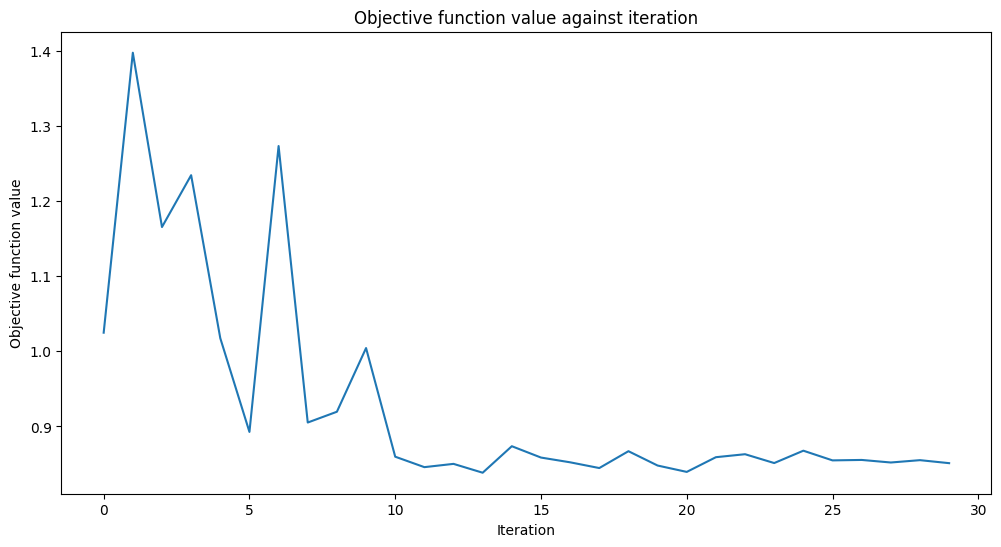 Objective function value against iteration
1.4
1.3
1.2
1.1
1.0
0.9
Objective function value
0 5 10 15 20 25 30
Iteration